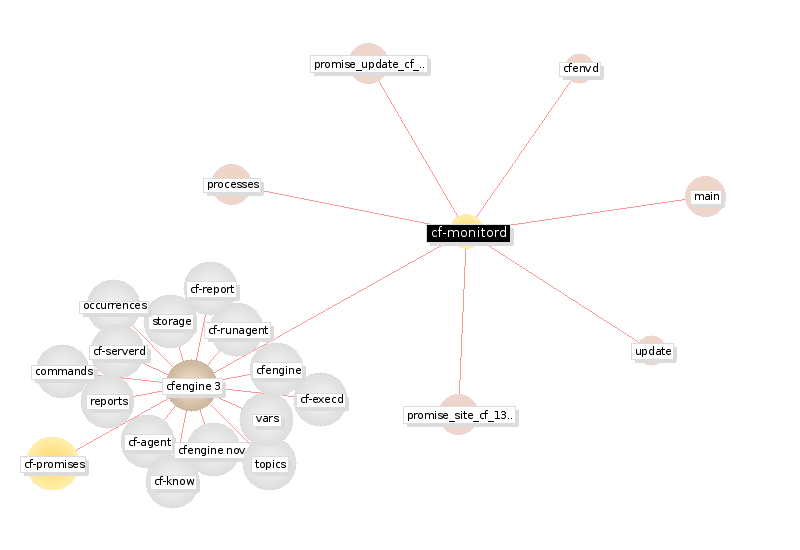 promise_update_cf_..
cfenvd
processes
main
cf-monitord
cf-report
occurrences
storage
cf-runagent
cf-serverd
update
commands
cfengine
cfengine 3
reports
cf-execd
promise_site_cf_13..
vars
cf-agent
cfengine nov
cf-promises
topics
cf-know